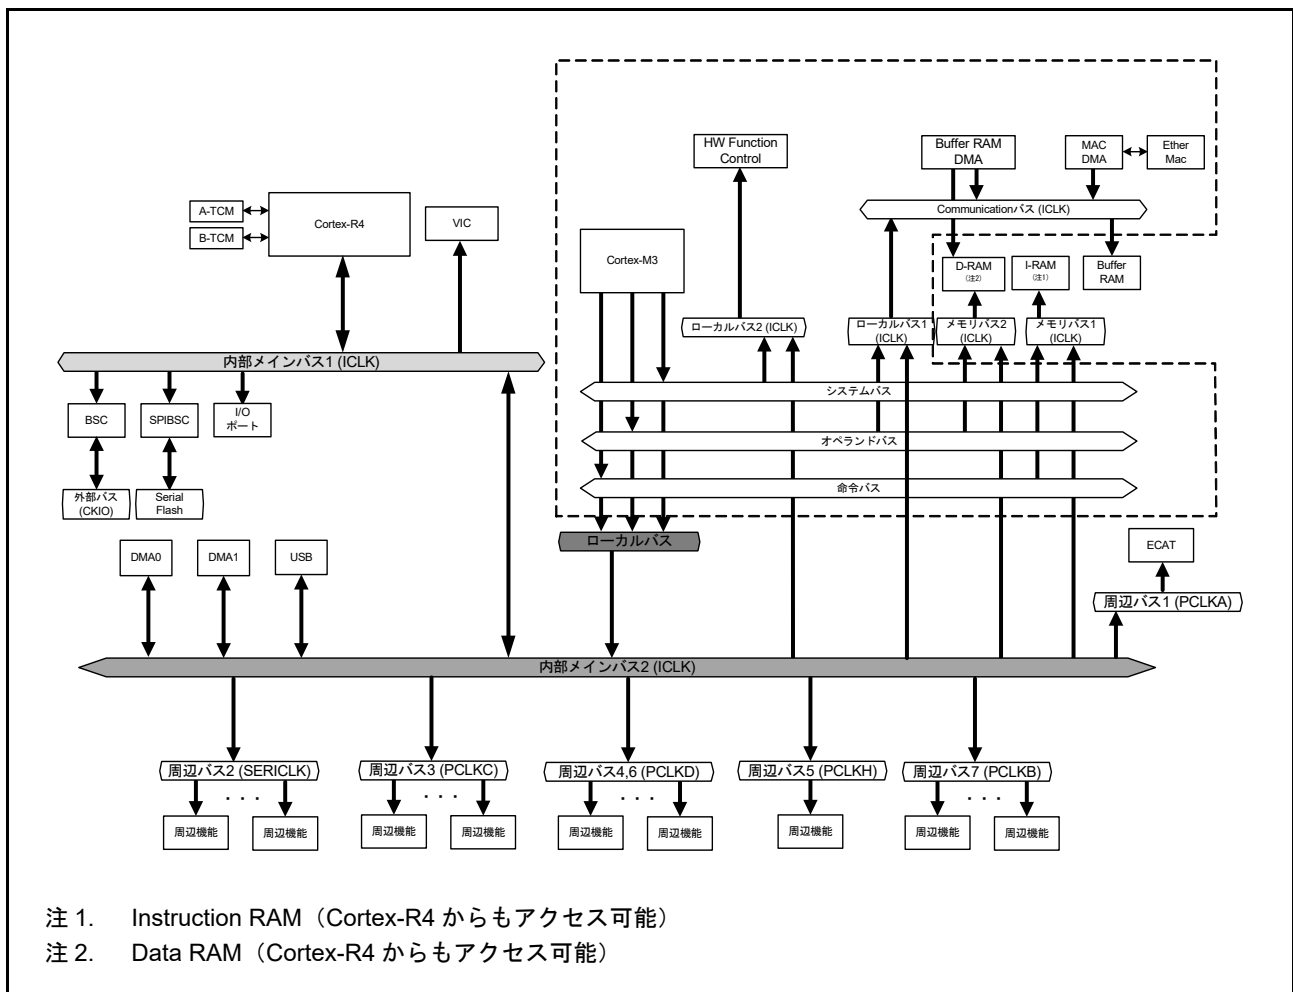 HW Function
Control
Buffer RAM
DMA
MAC
DMA
Ether
Mac
A-TCM
B-TCM
Cortex-R4
VIC
Communicationバス (ICLK)
Cortex-M3
D-RAM
(注2)
I-RAM
(注1)
Buffer
RAM
ローカルバス2 (ICLK)
ローカルバス1
(ICLK)
メモリバス2
(ICLK)
メモリバス1
(ICLK)
内部メインバス1 (ICLK)
システムバス
BSC
SPIBSC
I/O
ポート
オペランドバス
命令バス
外部バス
(CKIO)
Serial
Flash
ローカルバス
DMA0
DMA1
USB
ECAT
周辺バス1 (PCLKA)
内部メインバス2 (ICLK)
周辺バス2 (SERICLK)
周辺バス3 (PCLKC)
周辺バス4,6 (PCLKD)
周辺バス5 (PCLKH)
周辺バス7 (PCLKB)
・・・
・・・
・・・
・・・
周辺機能
周辺機能
周辺機能
周辺機能
周辺機能
周辺機能
周辺機能
周辺機能
周辺機能
注 1. Instruction RAM（Cortex-R4 からもアクセス可能）
注 2. Data RAM（Cortex-R4 からもアクセス可能）